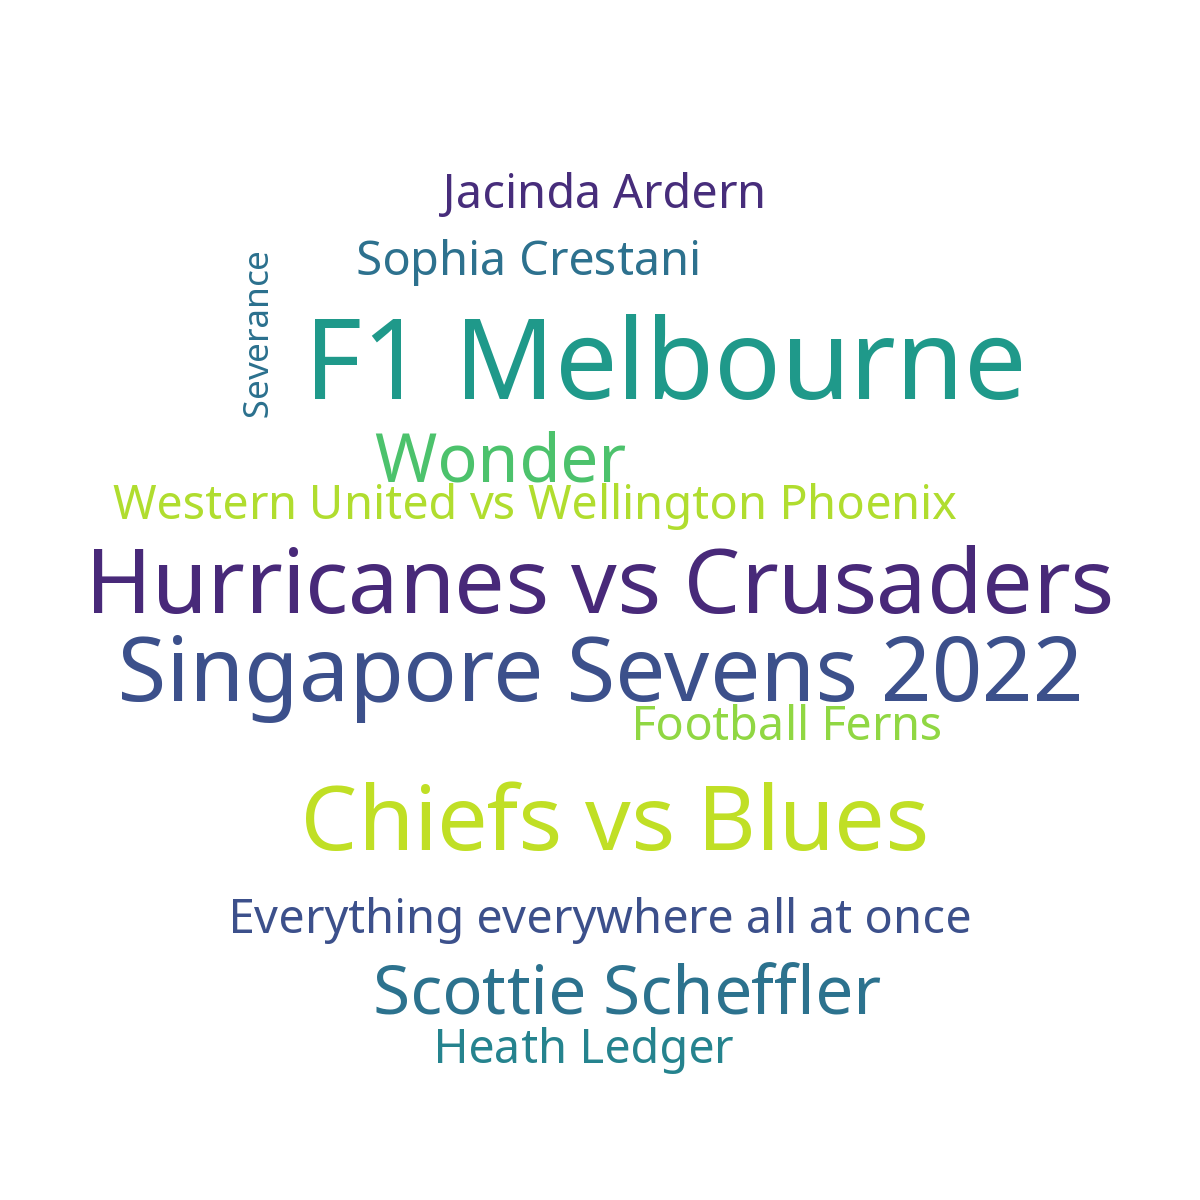 Jacinda Ardern
Sophia Crestani
Severance
F1 Melbourne
Wonder
Western United vs Wellington Phoenix
Hurricanes vs Crusaders
Singapore Sevens 2022
Football Ferns
Chiefs vs Blues
Everything everywhere all at once
Scottie Scheffler
Heath Ledger